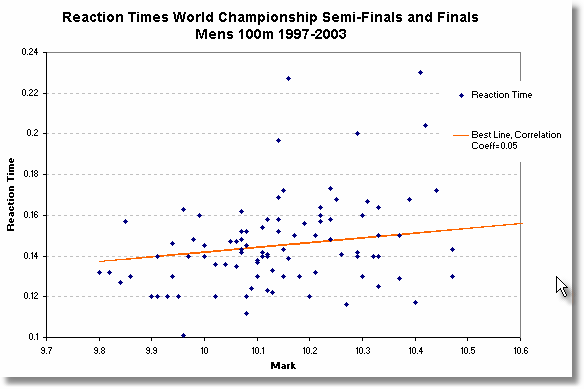 Reaction Times World Championship Semi-Finals and Finals
Mens 100m 1997-2003
0.24
0.22
0.2
0.18
0.16
0.14
0.12
0.1
Reaction Time
Reaction Time
Best Line, Correlation
Coeff=0.05
9.7 9.8 9.9 10 10.1 10.2 10.3 10.4 10.5 10.6
Mark